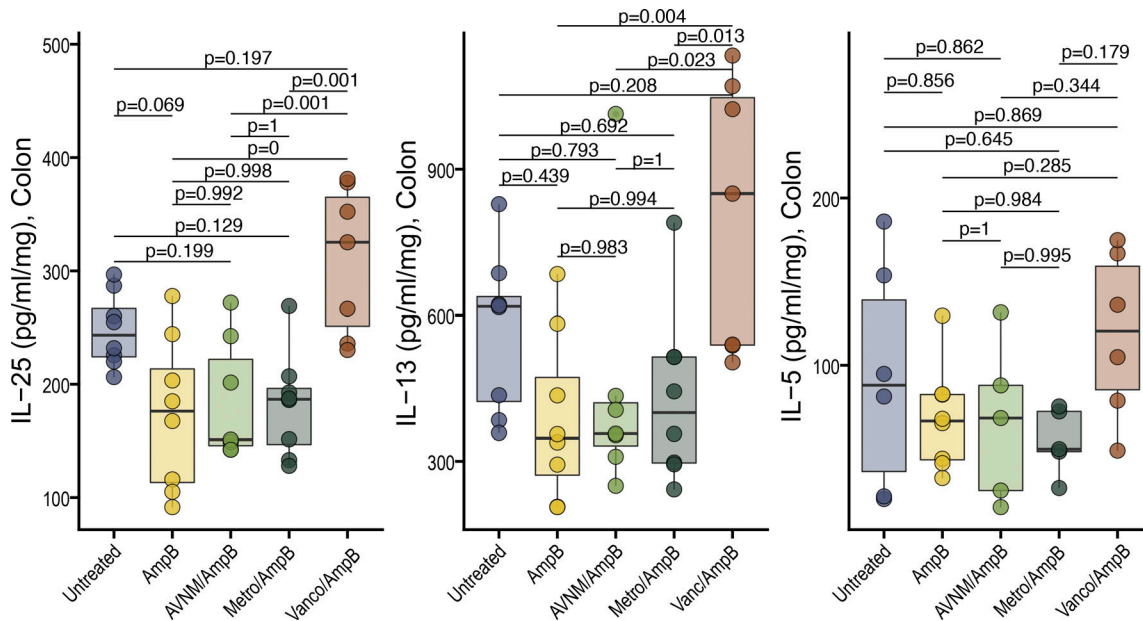 IL−25 (pg/ml/mg), Colon
500
400
300
200
100
p=0.197
p=0.001
p=0.069
p=0.001
p=1
p=0
p=0.998
p=0.992
p=0.129
p=0.199
Untreated
AmpB
AVNM/AmpB
Metro/AmpB
Vanco/AmpB
IL−13 (pg/ml/mg), Colon
900
600
300
p=0.004
p=0.013
p=0.023
p=0.208
p=0.692
p=0.793
p=1
p=0.439
p=0.994
p=0.983
Untreated
AmpB
AVNM/AmpB
Metro/AmpB
Vanc/AmpB
IL−5 (pg/ml/mg), Colon
200
100
p=0.862
p=0.179
p=0.856
p=0.344
p=0.869
p=0.645
p=0.285
p=0.984
p=1
p=0.995
Untreated
AmpB
AVNM/AmpB
Metro/AmpB
Vanco/AmpB